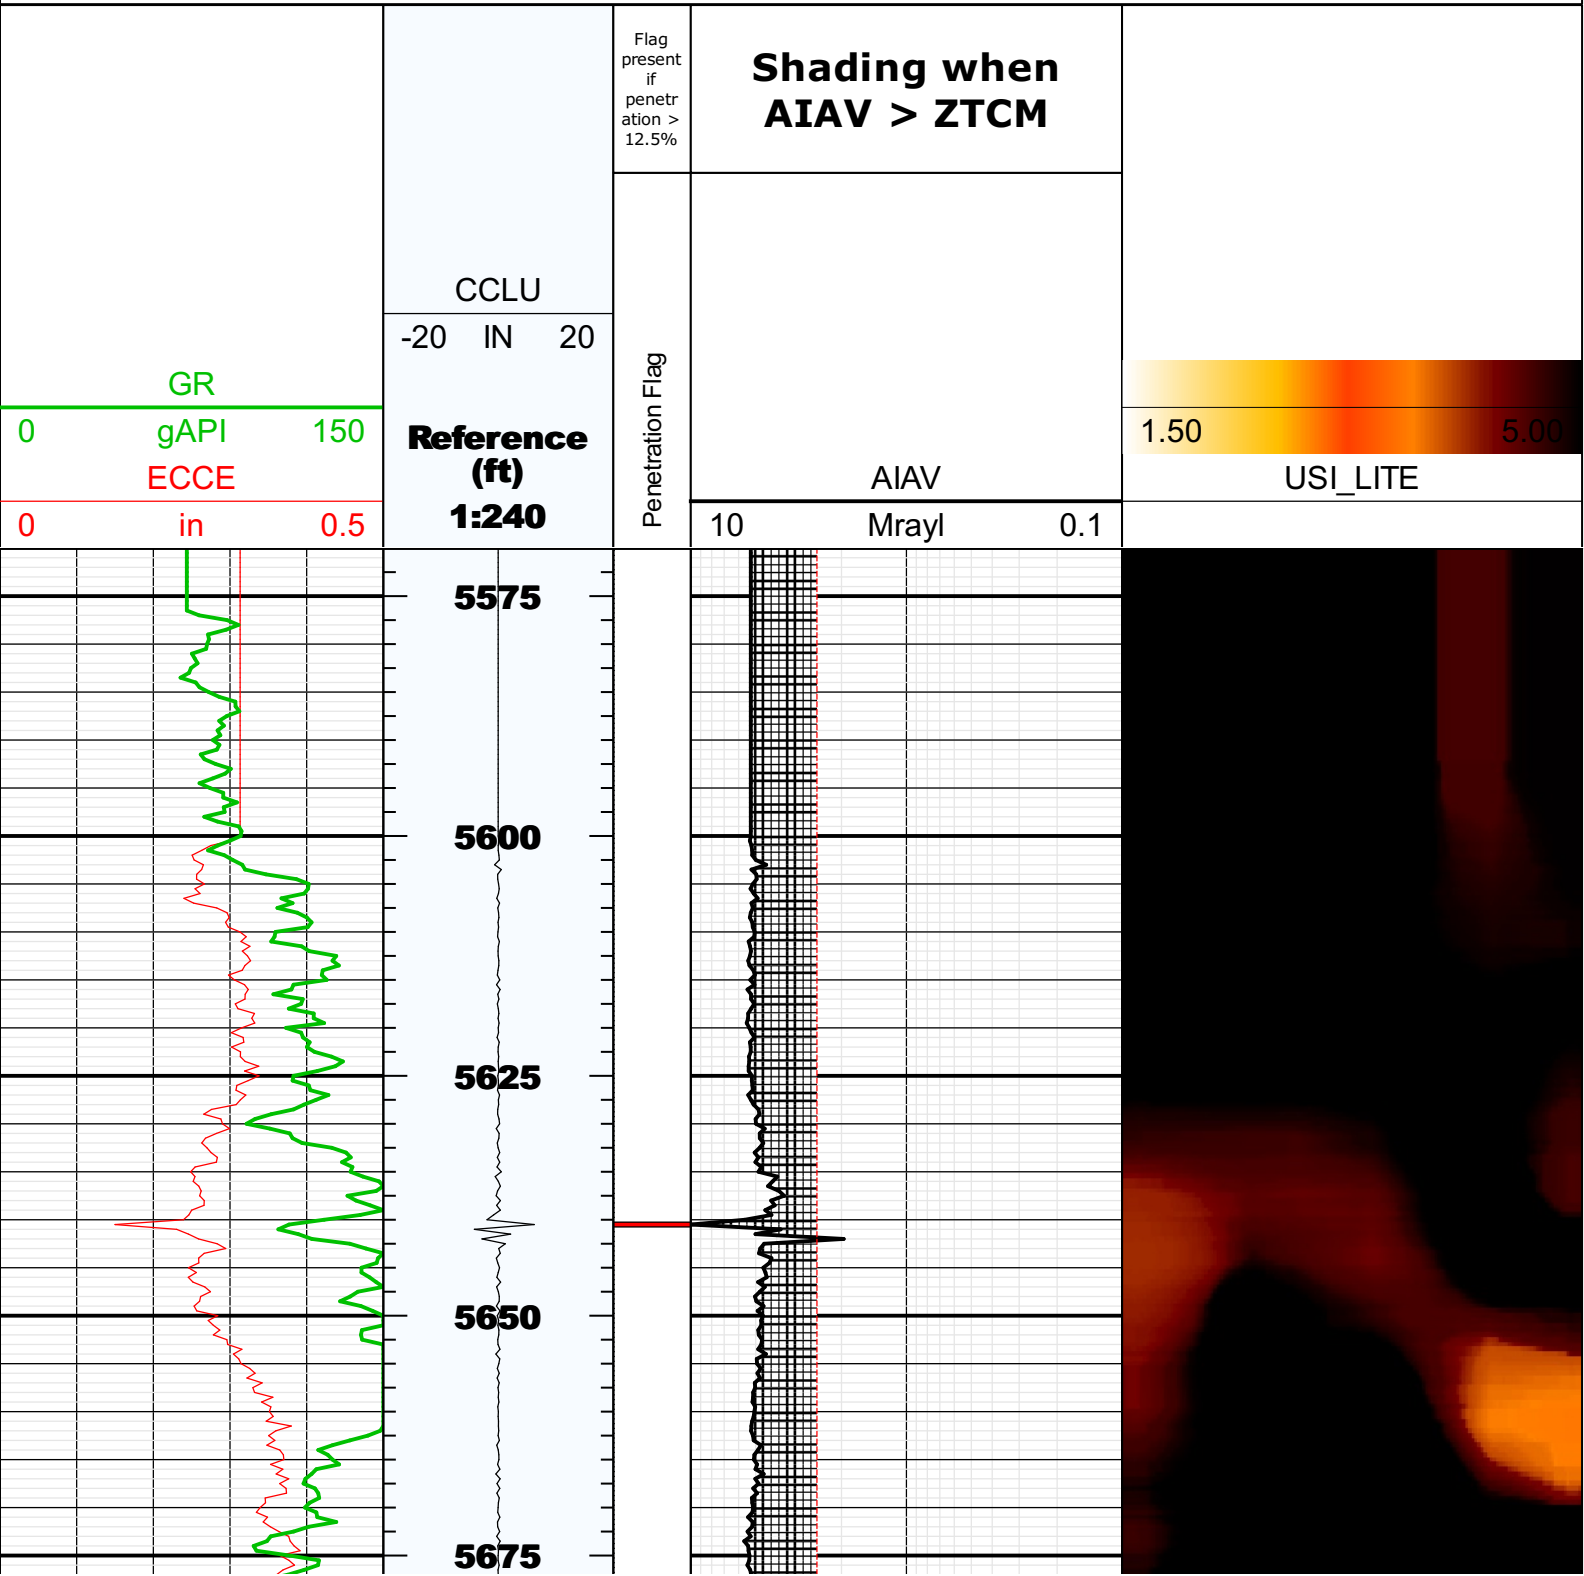 Flag
present
if
penetr
ation >
12.5%
Shading when
AIAV > ZTCM
CCLU
-20 IN 20
GR
0 gAPI 150
ECCE
0 in 0.5
Reference
(ft)
1:240
Penetration Flag
AIAV
10 Mrayl 0.1
1.50 5.00
USI_LITE
5575
5600
5625
5650
5675